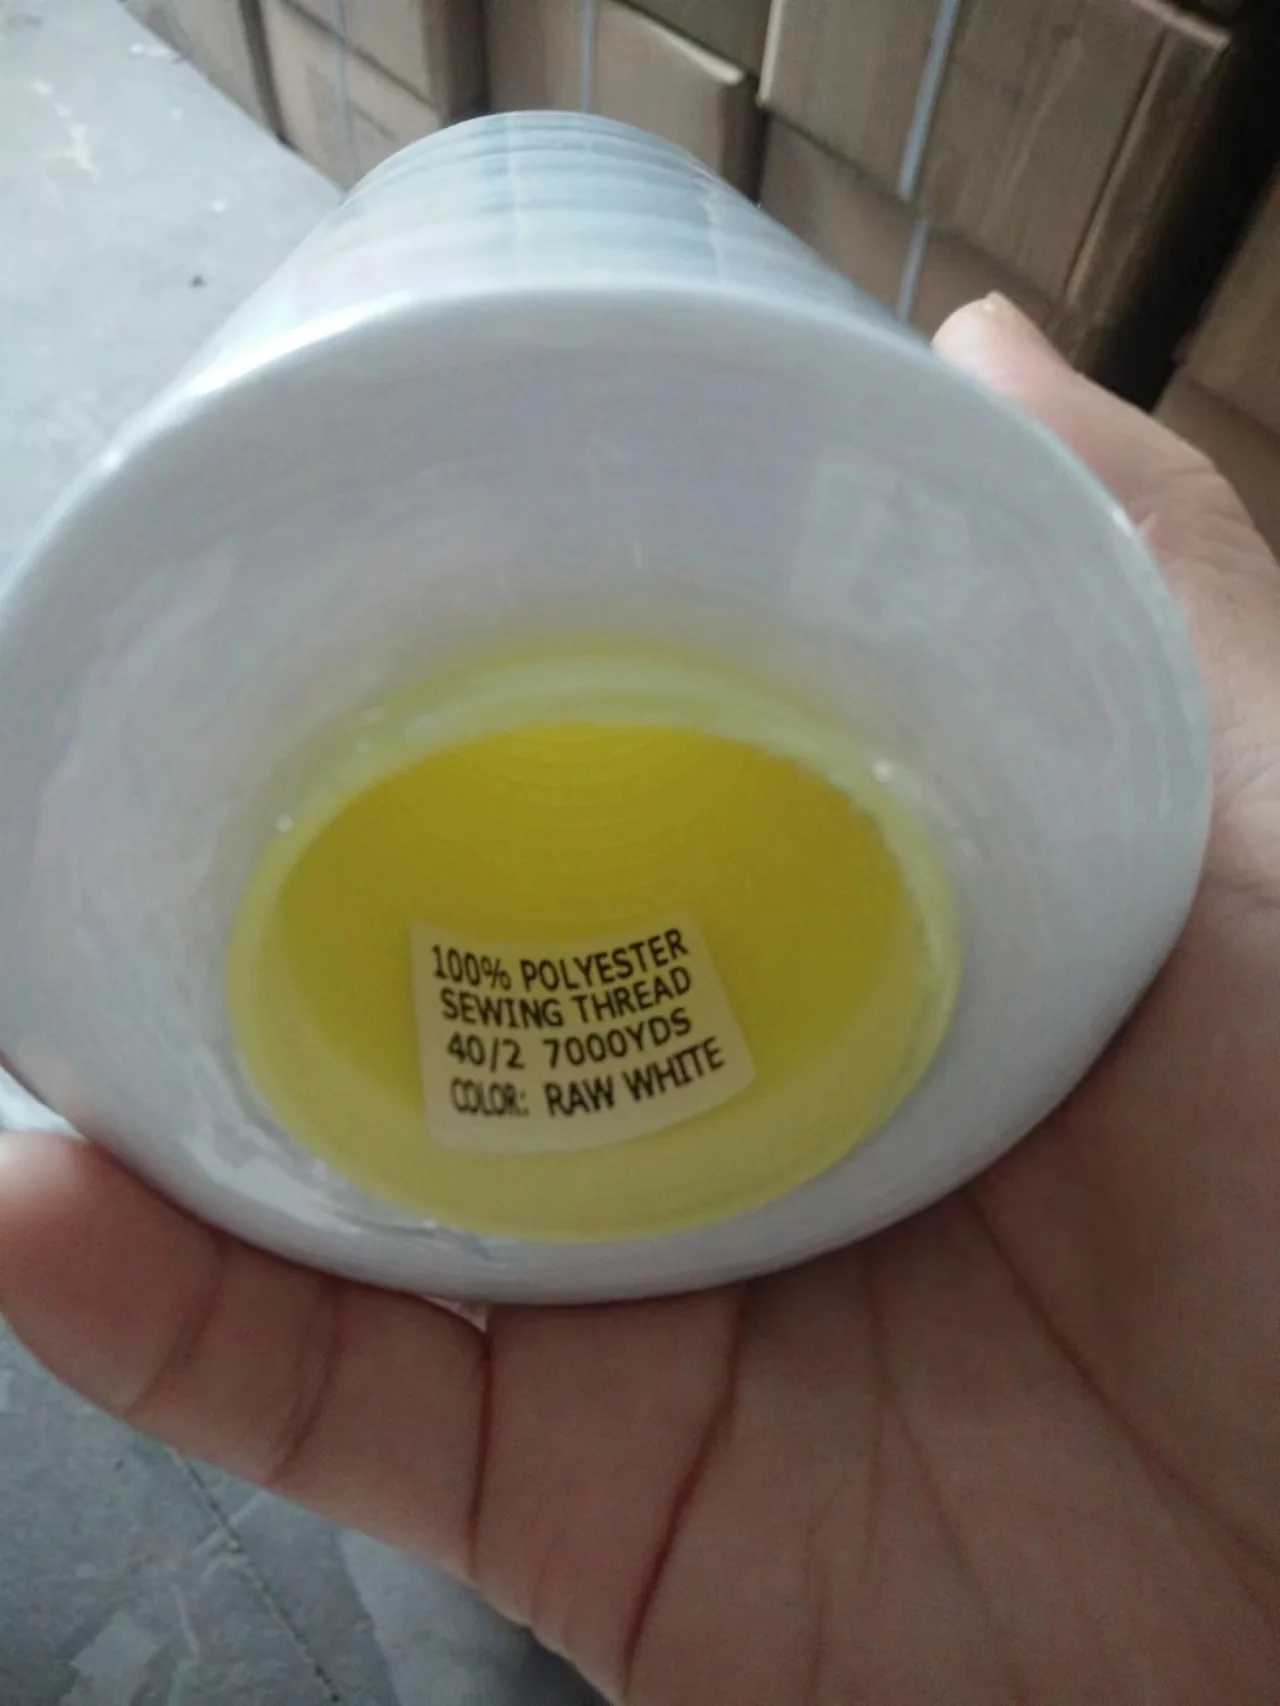 100% POLYESTER
SEWING THREAD
40/2 7000YDS
COLOR: RAW WHITE